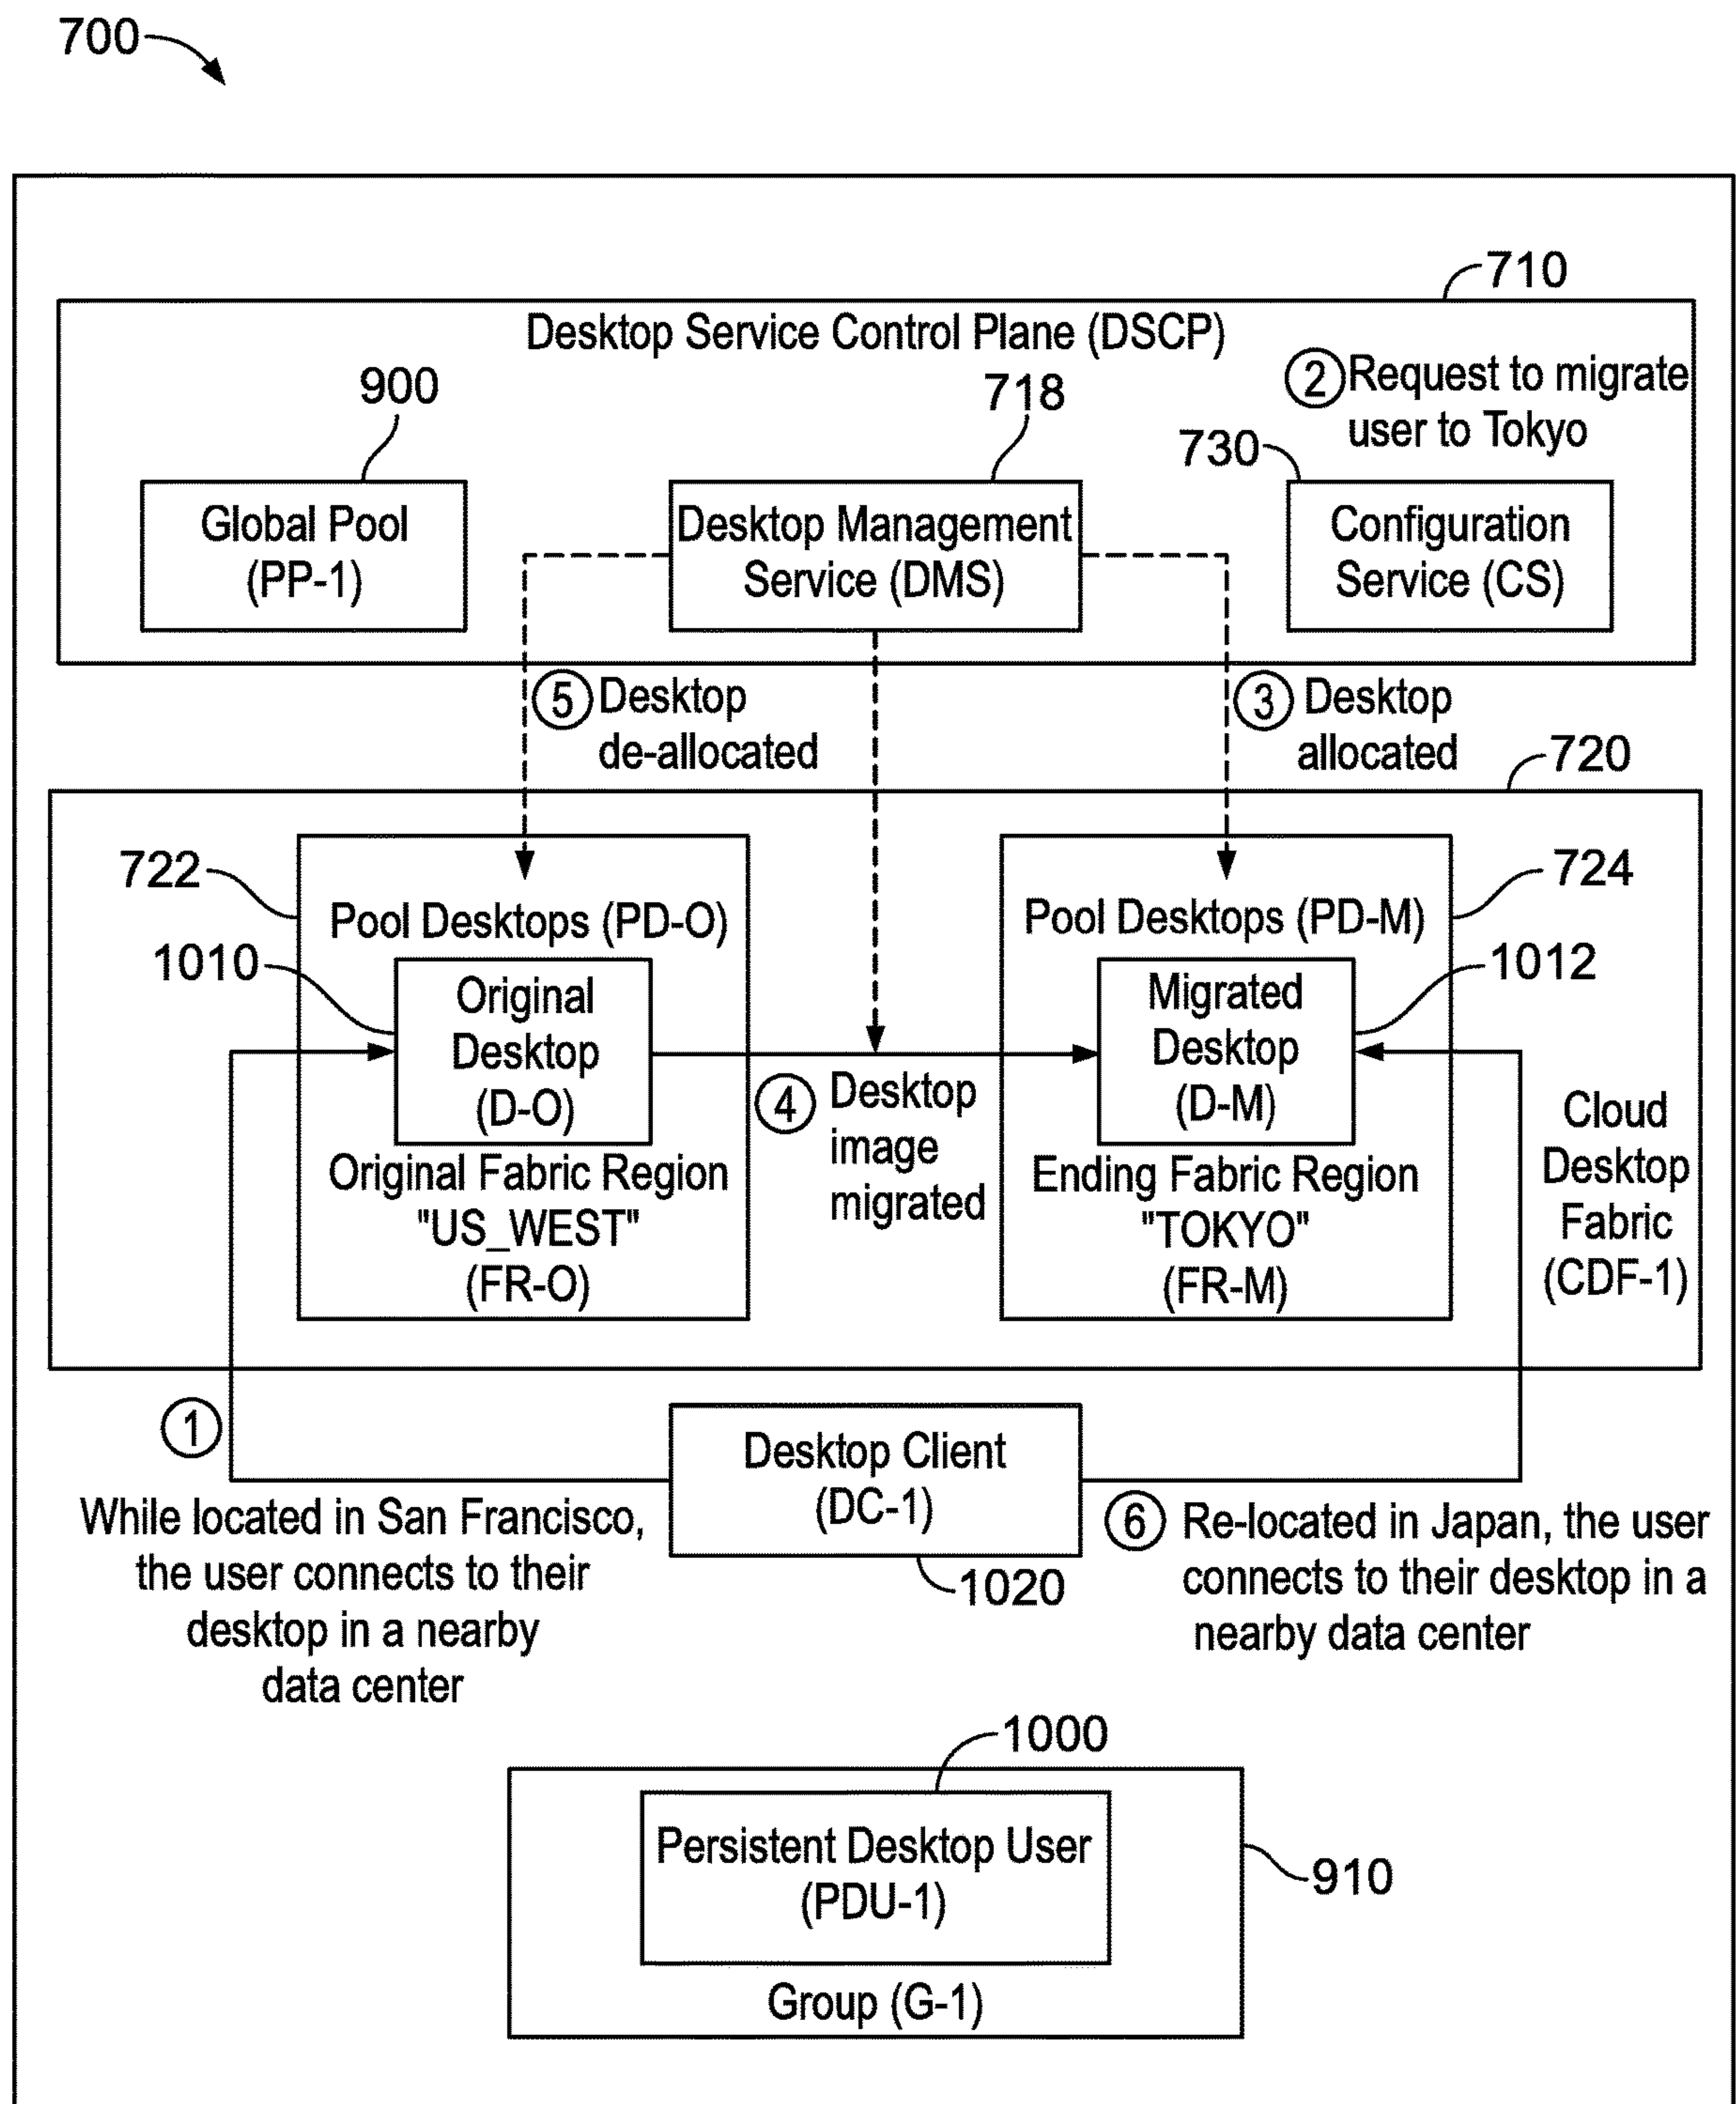 700
710
Desktop Service Control Plane (DSCP)
② Request to migrate
user to Tokyo
900
718
730
Global Pool
(PP-1)
Desktop Management
Service (DMS)
Configuration
Service (CS)
⑤ Desktop
de-allocated
③ Desktop
allocated
720
722
724
Pool Desktops (PD-O)
Pool Desktops (PD-M)
1010
1012
Original
Desktop
(D-O)
Migrated
Desktop
(D-M)
④ Desktop
image
migrated
Original Fabric Region
"US_WEST"
(FR-O)
Ending Fabric Region
"TOKYO"
(FR-M)
Cloud
Desktop
Fabric
(CDF-1)
①
While located in San Francisco,
the user connects to their
desktop in a nearby
data center
Desktop Client
(DC-1)
1020
⑥ Re-located in Japan, the user
connects to their desktop in a
nearby data center
1000
Persistent Desktop User
(PDU-1)
910
Group (G-1)